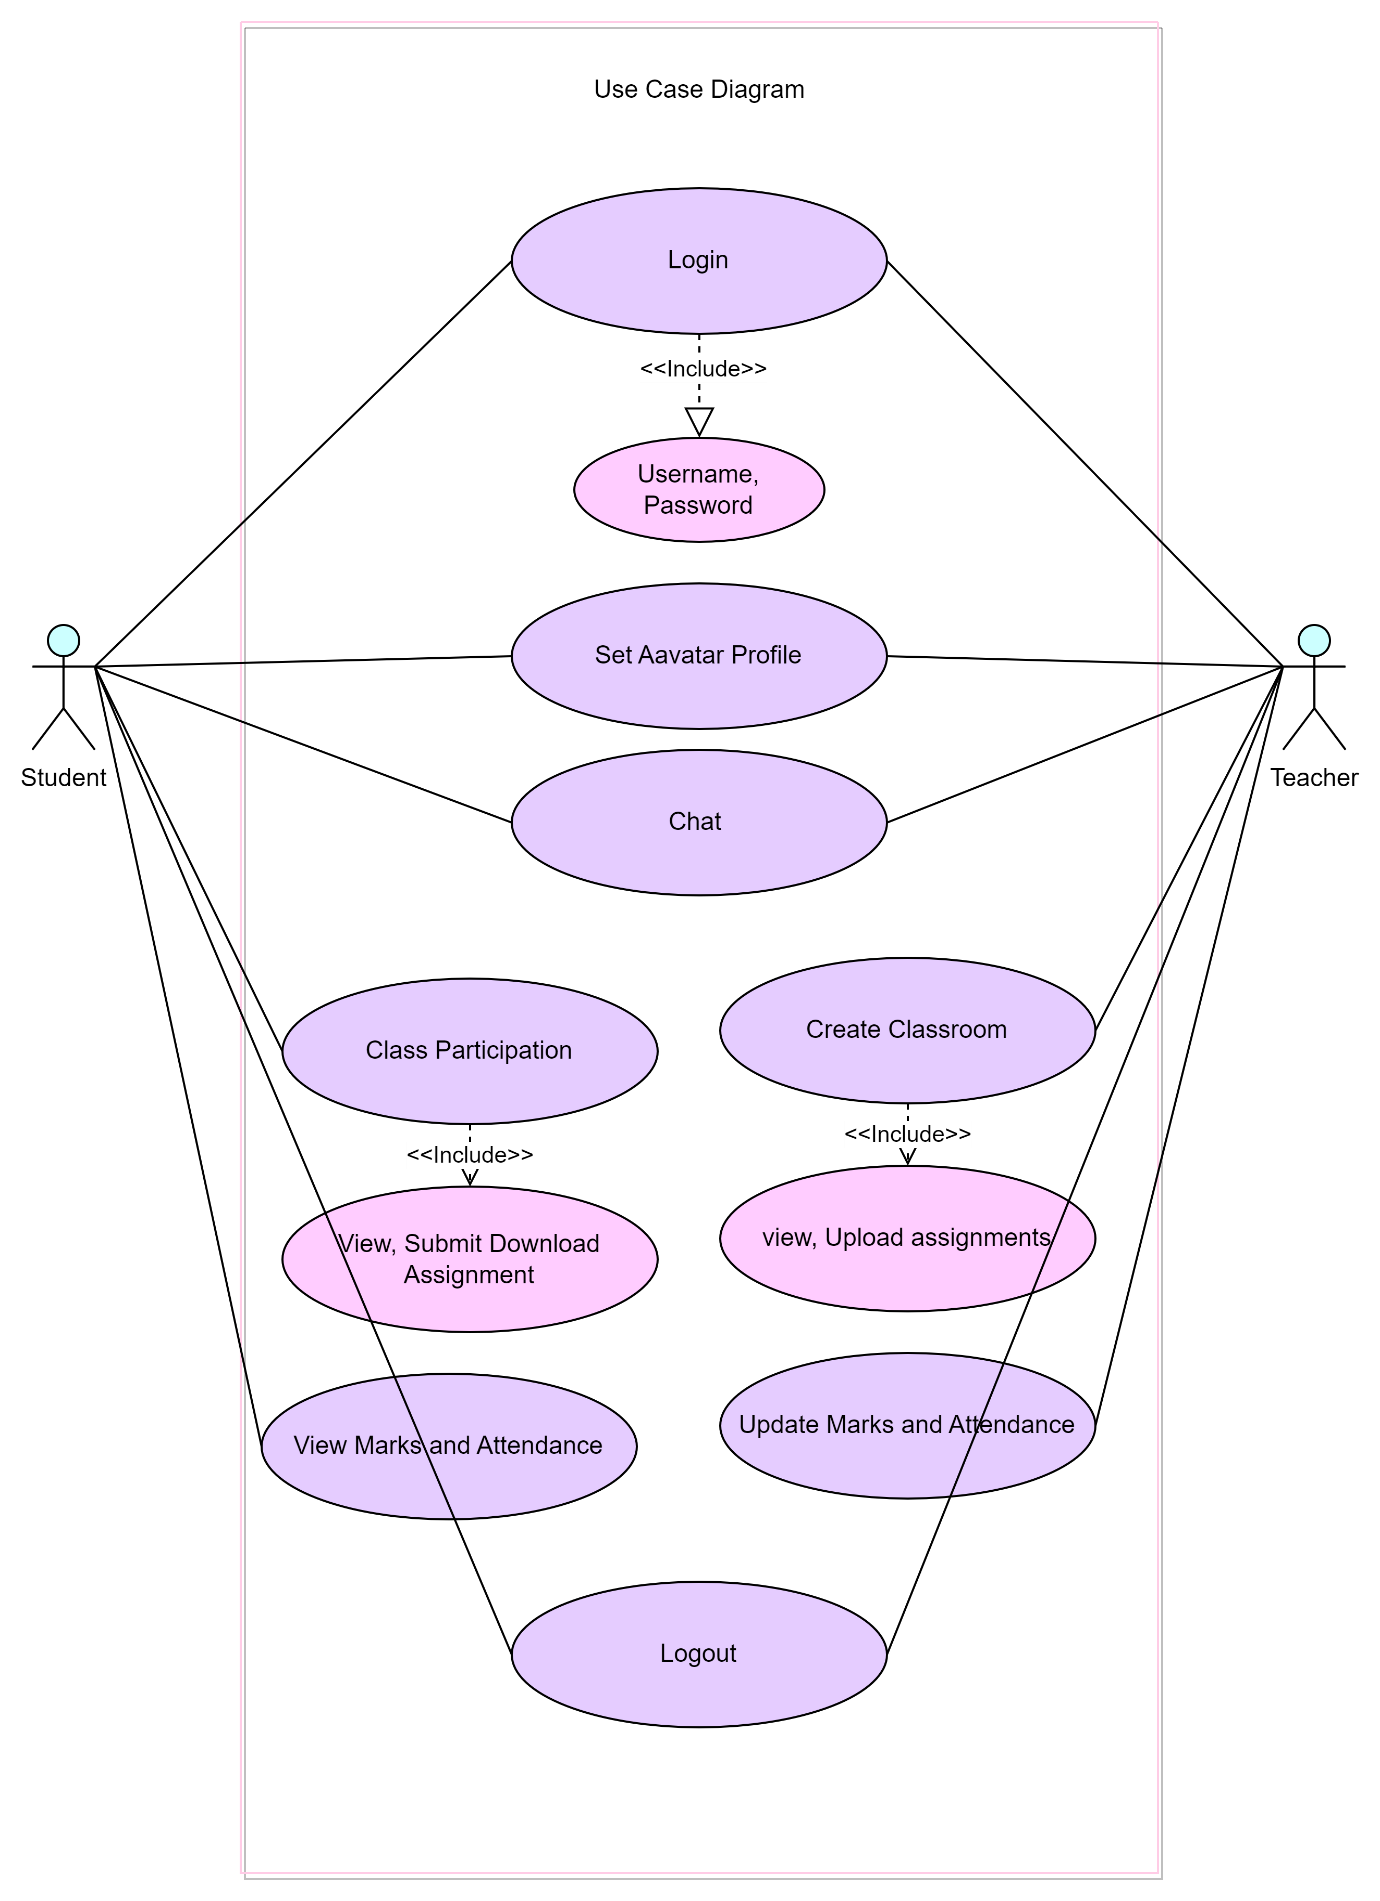 Use Case Diagram
Login
<<Include>>
Username,
Password
Set Aavatar Profile
Student
Teacher
Chat
Class Participation
Create Classroom
<<Include>>
<<Include>>
View, Submit Download
Assignment
view, Upload assignments
View Marks and Attendance
Update Marks and Attendance
Logout